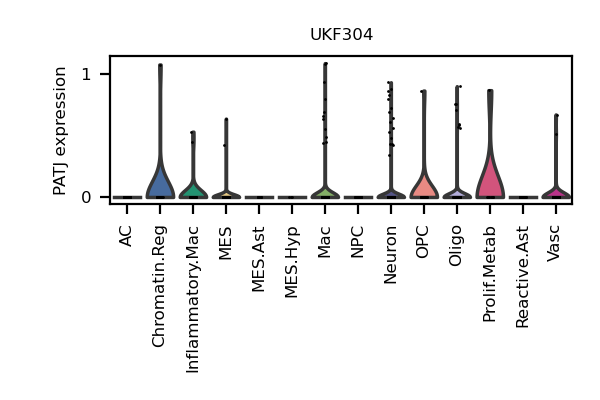 UKF304
PATJ expression
1
0
AC
Chromatin.Reg
Inflammatory.Mac
MES
MES.Ast
MES.Hyp
Mac
NPC
Neuron
OPC
Oligo
Prolif.Metab
Reactive.Ast
Vasc